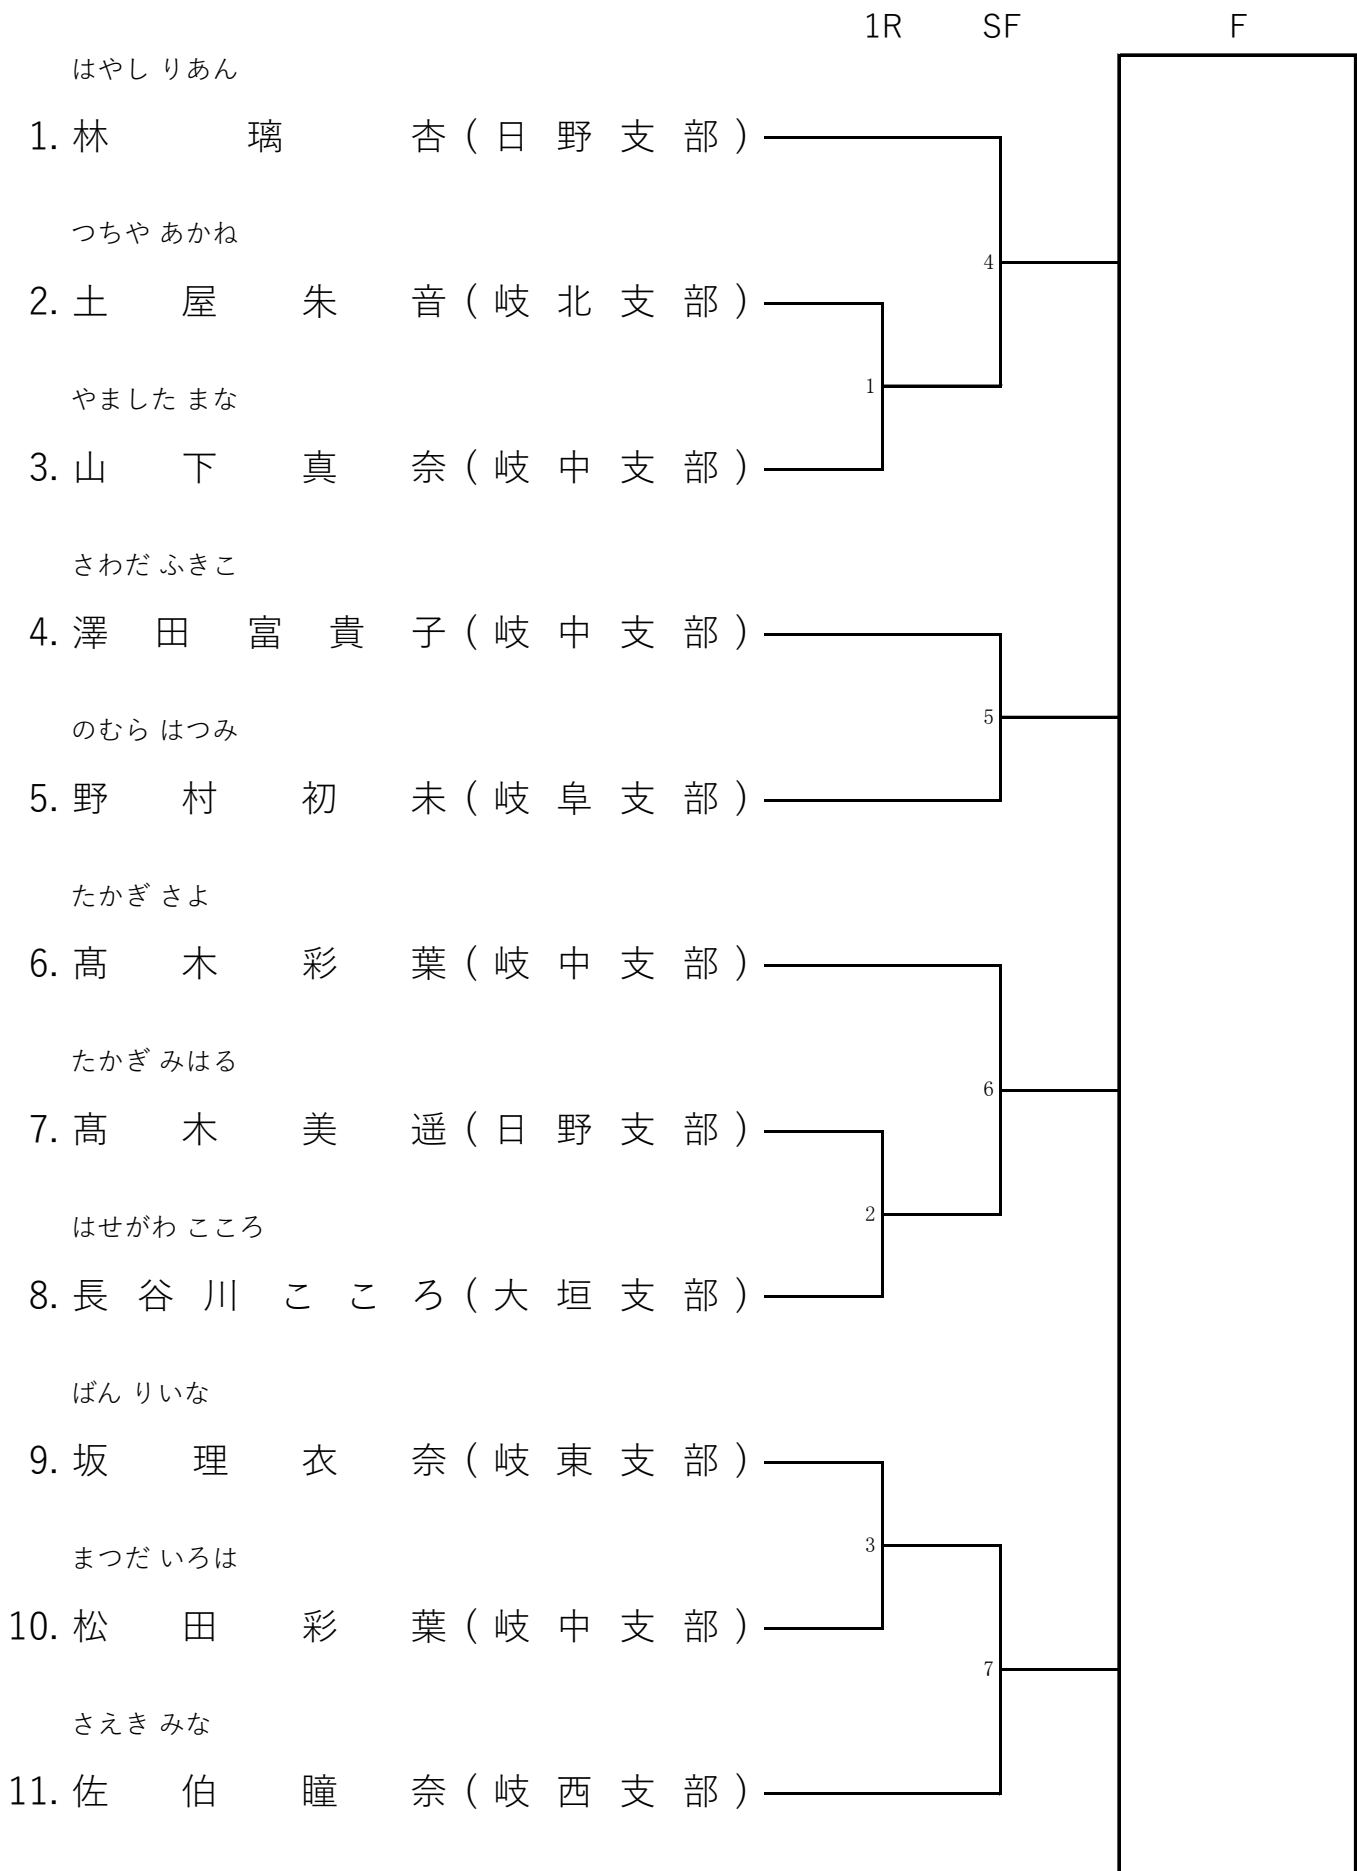 1R SF F
はやし りあん
1. 林 璃 杏 ( 日 野 支 部 )
つちや あかね
4
2. 土 屋 朱 音 ( 岐 北 支 部 )
1
やました まな
3. 山 下 真 奈 ( 岐 中 支 部 )
さわだ ふきこ
4. 澤 田 富 貴 子 ( 岐 中 支 部 )
5
のむら はつみ
5. 野 村 初 未 ( 岐 阜 支 部 )
たかぎ さよ
6. 髙 木 彩 葉 ( 岐 中 支 部 )
たかぎ みはる
6
7. 髙 木 美 遥 ( 日 野 支 部 )
2
はせがわ こころ
8. 長 谷 川 こ こ ろ ( 大 垣 支 部 )
ばん りいな
9. 坂 理 衣 奈 ( 岐 東 支 部 )
3
まつだ いろは
10. 松 田 彩 葉 ( 岐 中 支 部 )
7
さえき みな
11. 佐 伯 瞳 奈 ( 岐 西 支 部 )